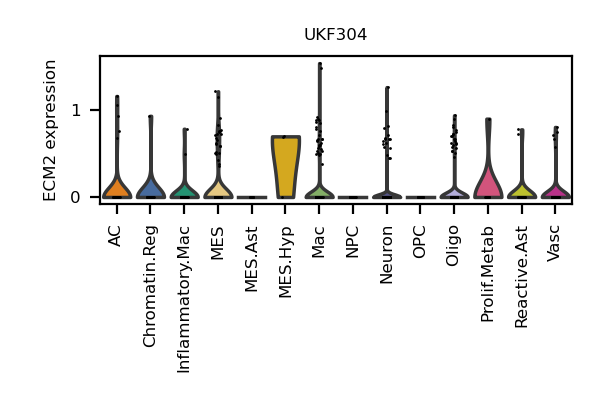 UKF304
ECM2 expression
1
0
AC
Chromatin.Reg
Inflammatory.Mac
MES
MES.Ast
MES.Hyp
Mac
NPC
Neuron
OPC
Oligo
Prolif.Metab
Reactive.Ast
Vasc